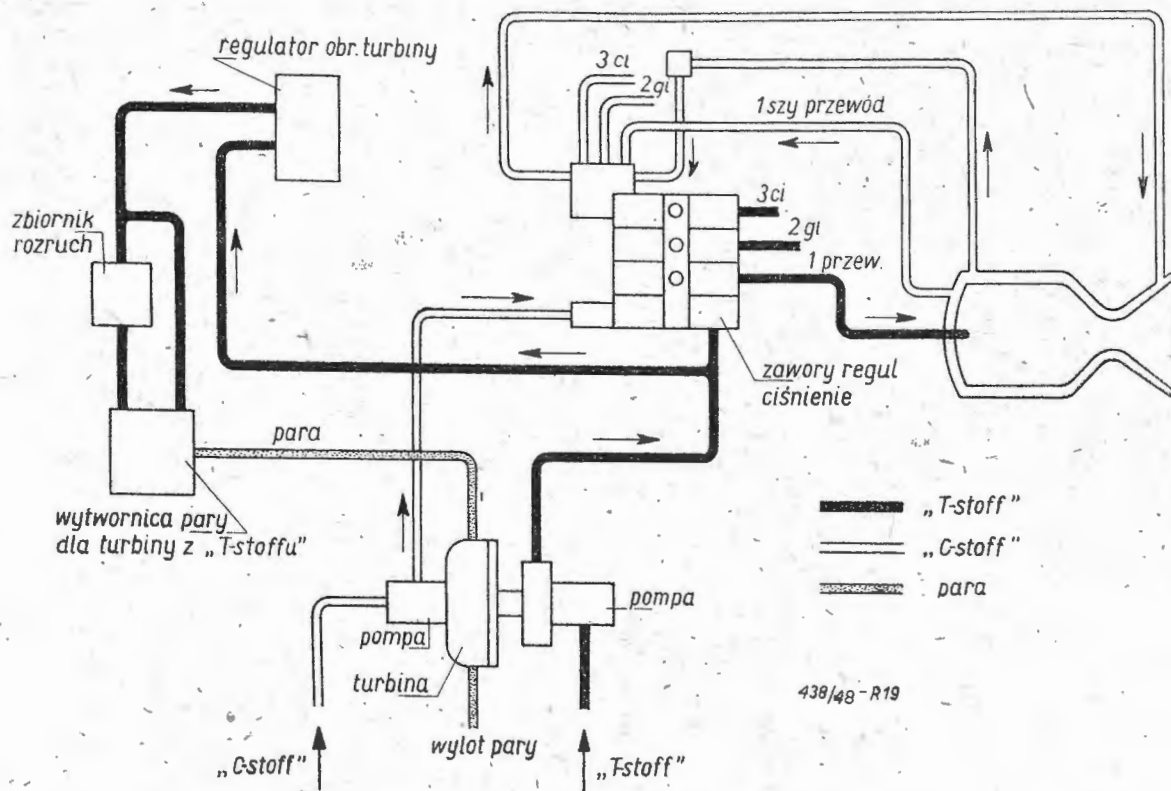 regulator obr. turbiny
3 ci
2 gi
1 szy przewód
zbiornik
rozruch
3 ci
2 gi
1 przew.
zawory regul
ciśnienie
para
wytwornica pary
dla turbiny z „T-stoffu"
„T-stoff"
„C-stoff"
para
pompa
pompa
turbina
438/48-R19
wylot pary
„C-stoff"
„T-stoff"